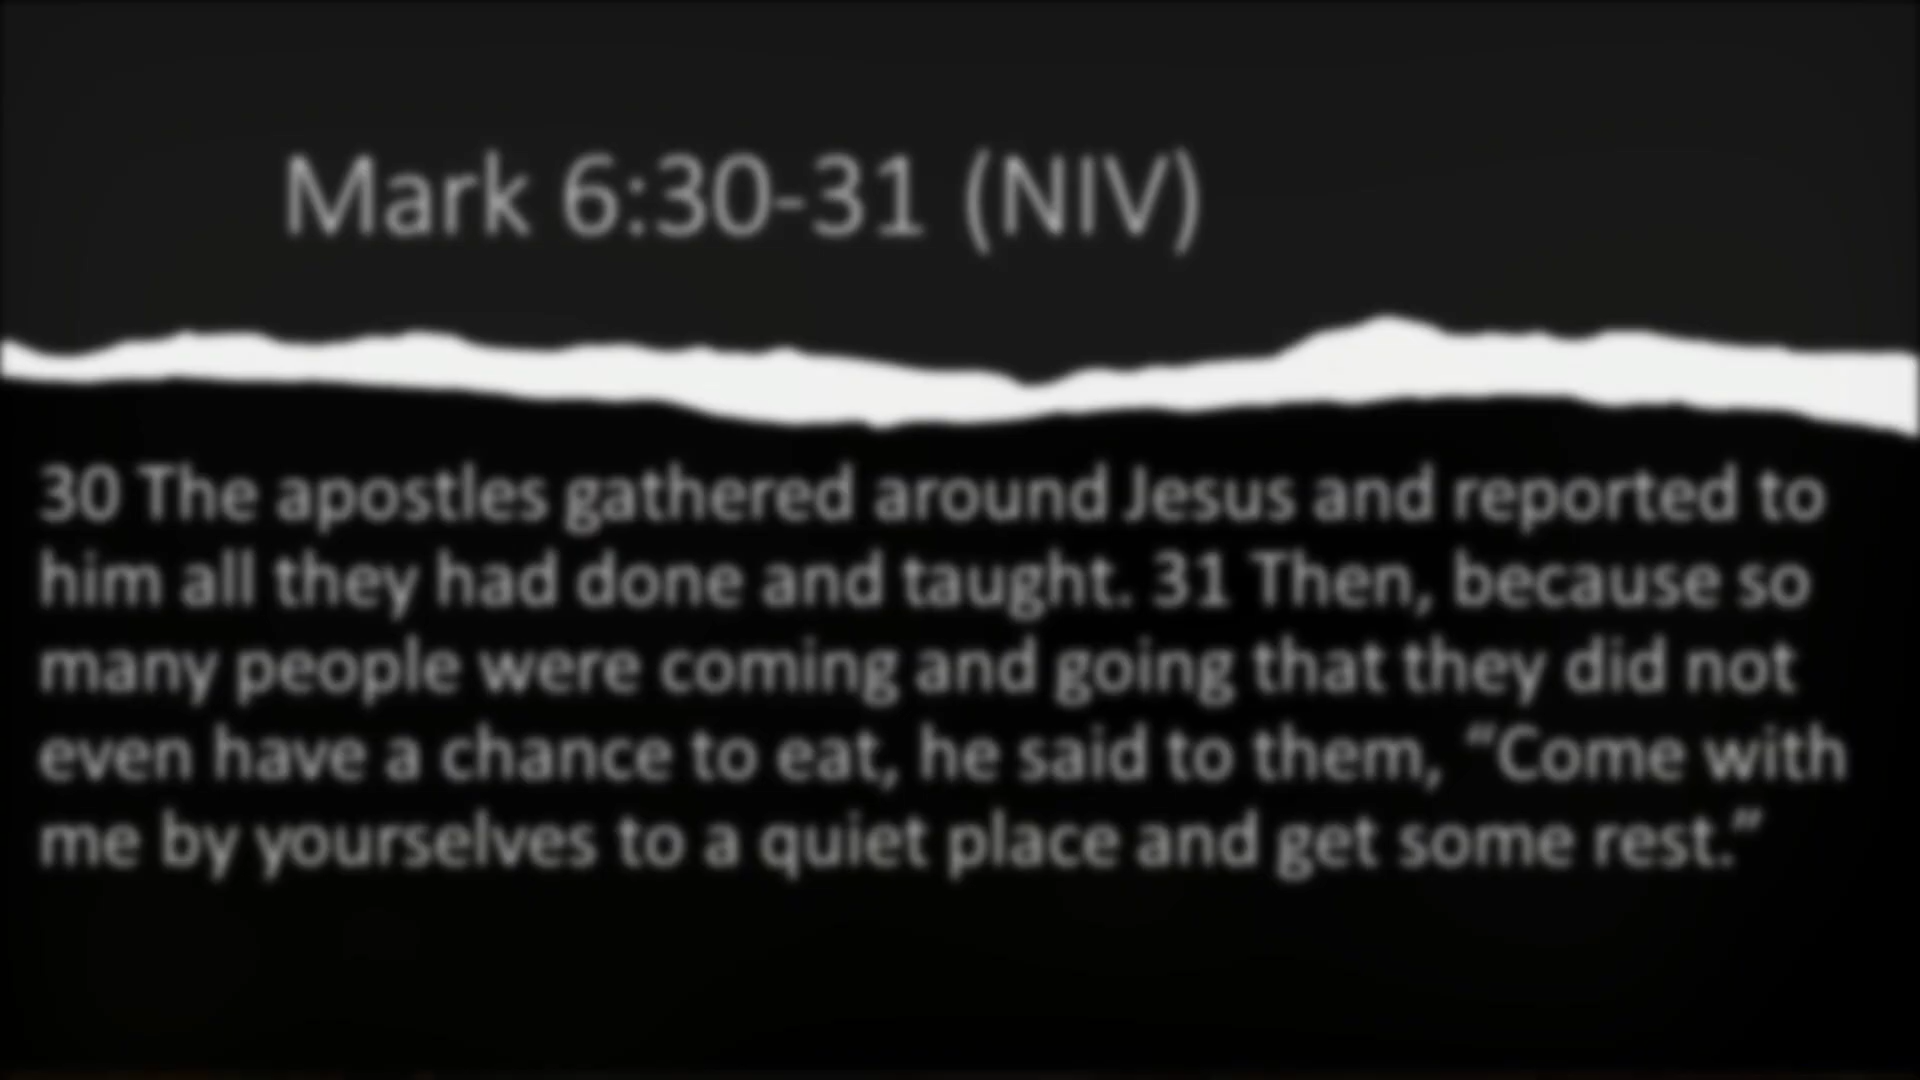 Mark 6:30-31 (NIV)
30 The apostles gathered around Jesus and reported to
him all they had done and taught. 31 Then, because so
many people were coming and going that they did not
even have a chance to eat, he said to them, “Come with
me by yourselves to a quiet place and get some rest.”